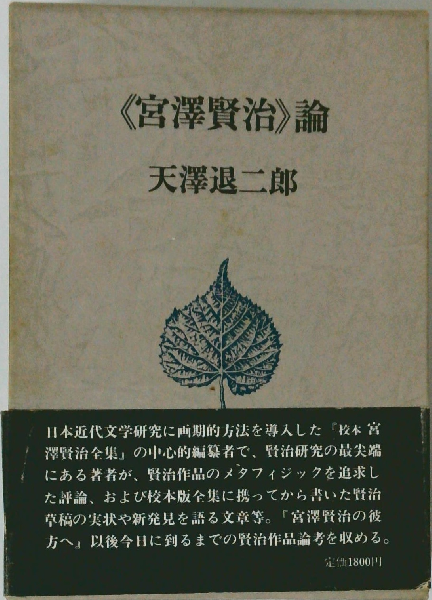 《宮澤賢治》論
天澤退二郎
日本近代文学研究に画期的方法を導入した『校本 宮
澤賢治全集』の中心的編纂者で、賢治研究の最尖端
にある著者が、賢治作品のメタフィジックを追求し
た評論、および校本版全集に携ってから書いた賢治
草稿の実状や新発見を語る文章等。『宮澤賢治の彼
方へ』以後今日に到るまでの賢治作品論考を収める。
定価1800円